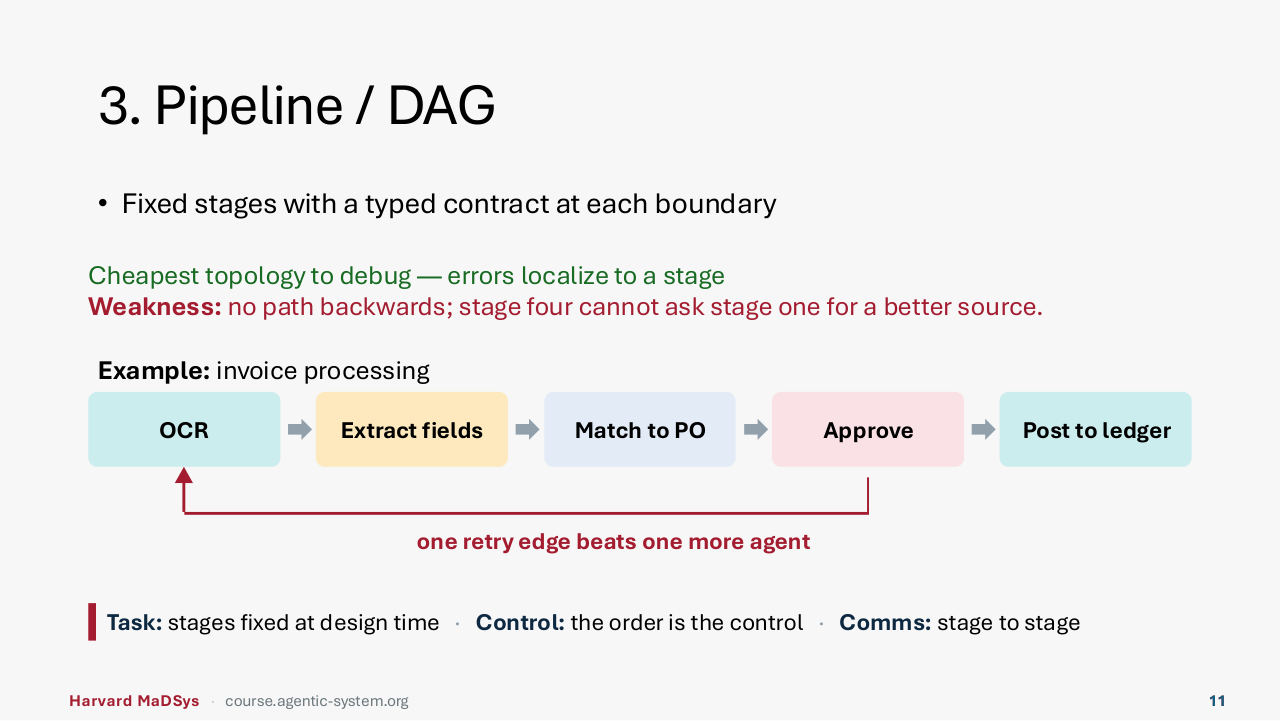 3. Pipeline / DAG
• Fixed stages with a typed contract at each boundary
Cheapest topology to debug — errors localize to a stage
Weakness: no path backwards; stage four cannot ask stage one for a better source.
Example: invoice processing
OCR
Extract fields
Match to PO
Approve
Post to ledger
one retry edge beats one more agent
Task: stages fixed at design time · Control: the order is the control · Comms: stage to stage
Harvard MaDSys · course.agentic-system.org
11